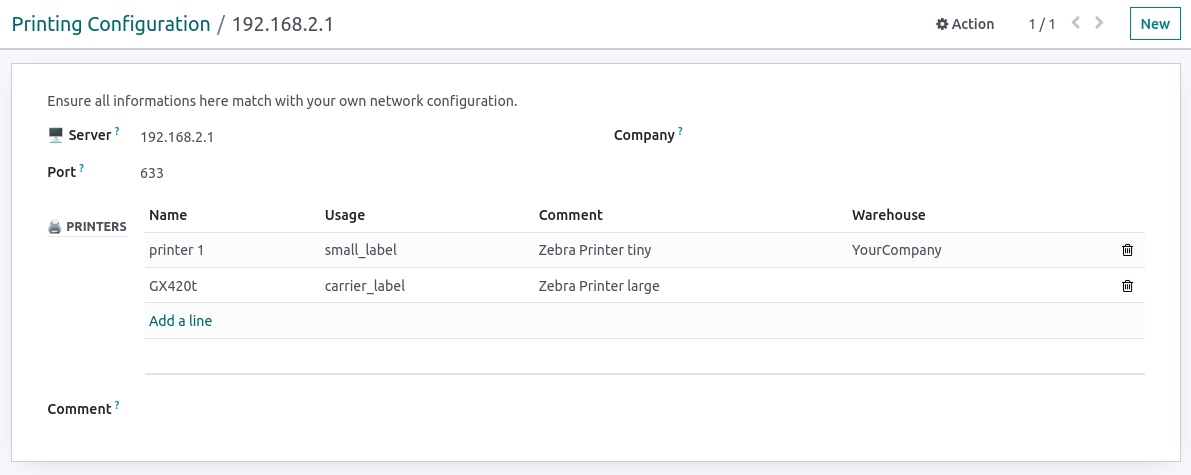 Printing Configuration / 192.168.2.1 Action 1 / 1 New
Ensure all informations here match with your own network configuration.
Server ? 192.168.2.1 Company ?
Port ? 633
PRINTERS Name Usage Comment Warehouse
printer 1 small_label Zebra Printer tiny YourCompany
GX420t carrier_label Zebra Printer large
Add a line
Comment ?